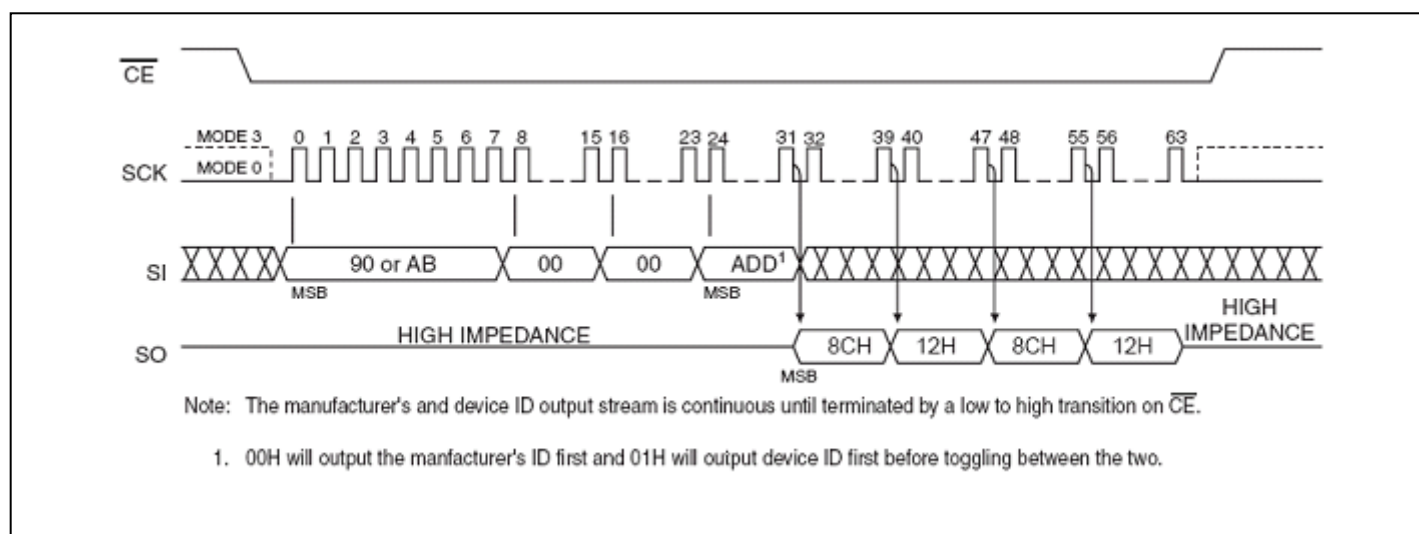 CE
MODE 3 0 1 2 3 4 5 6 7 8 15 16 23 24 31 32 39 40 47 48 55 56 63
SCK MODE 0
SI 90 or AB 00 00 ADD1
MSB MSB
HIGH IMPEDANCE HIGH IMPEDANCE
SO 8CH 12H 8CH 12H
MSB
Note: The manufacturer's and device ID output stream is continuous until terminated by a low to high transition on CE.
1. 00H will output the manfacturer's ID first and 01H will output device ID first before toggling between the two.